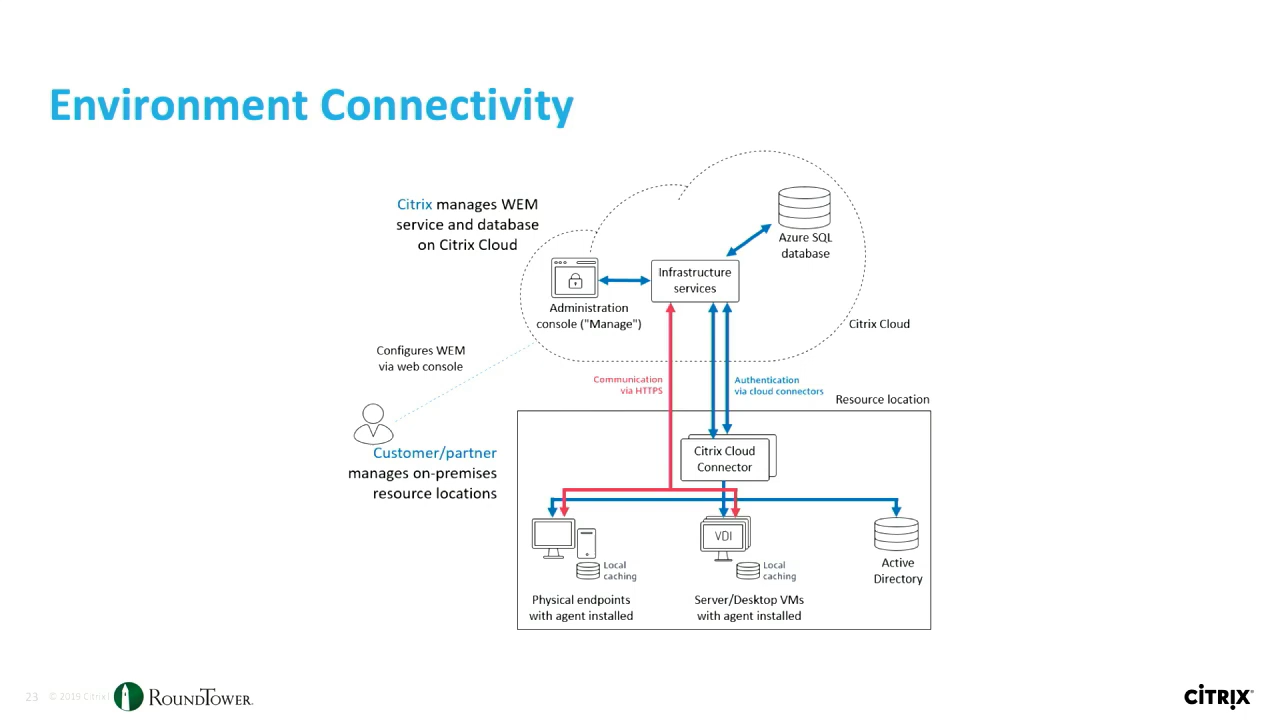 Environment Connectivity
Citrix manages WEM
service and database
on Citrix Cloud
Azure SQL
database
Infrastructure
services
Administration
console ("Manage")
Citrix Cloud
Configures WEM
via web console
Communication
via HTTPS
Authentication
via cloud connectors
Resource location
Customer/partner
manages on-premises
resource locations
Citrix Cloud
Connector
VDI
Local
caching
Local
caching
Active
Directory
Physical endpoints
with agent installed
Server/Desktop VMs
with agent installed
23 © 2019 Citrix
ROUNDTOWER
CİTRIX